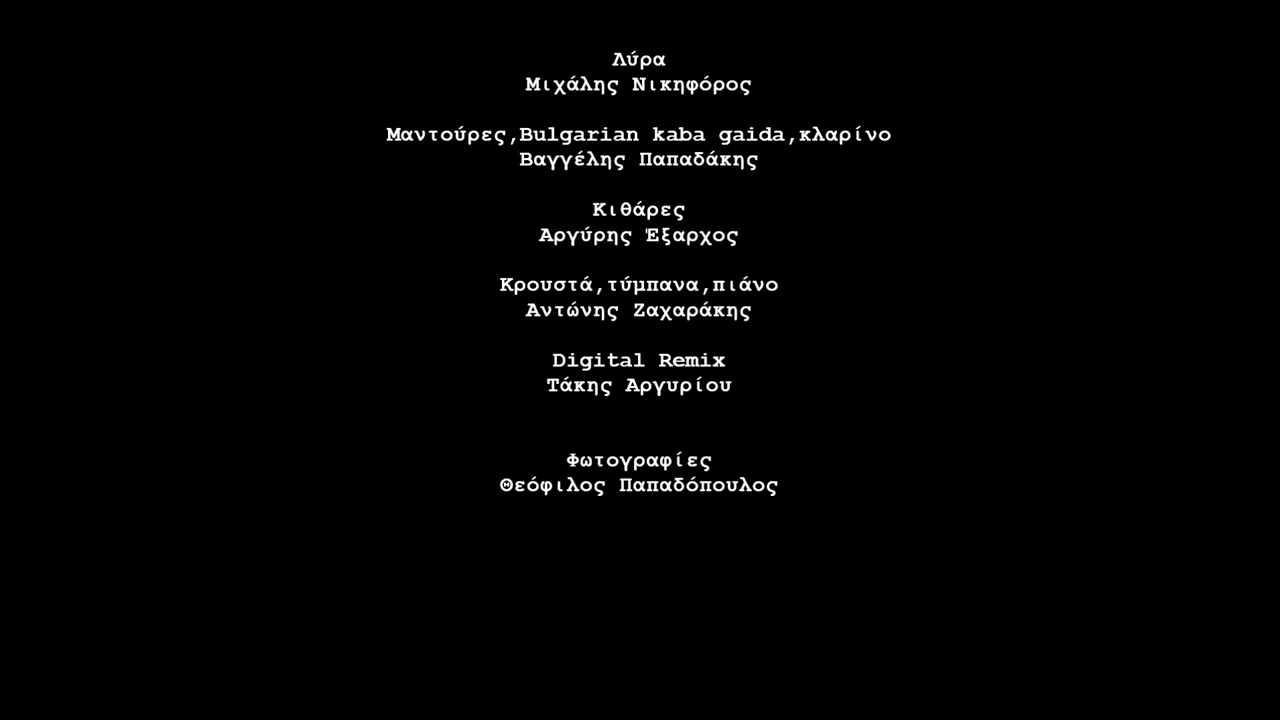 Λύρα
Μιχάλης Νικηφόρος
Μαντούρες,Bulgarian kaba gaida,κλαρίνο
Βαγγέλης Παπαδάκης
Κιθάρες
Αργύρης Έξαρχος
Κρουστά,τύμπανα,πιάνο
Αντώνης Ζαχαράκης
Digital Remix
Τάκης Αργυρίου
Φωτογραφίες
Θεόφιλος Παπαδόπουλος